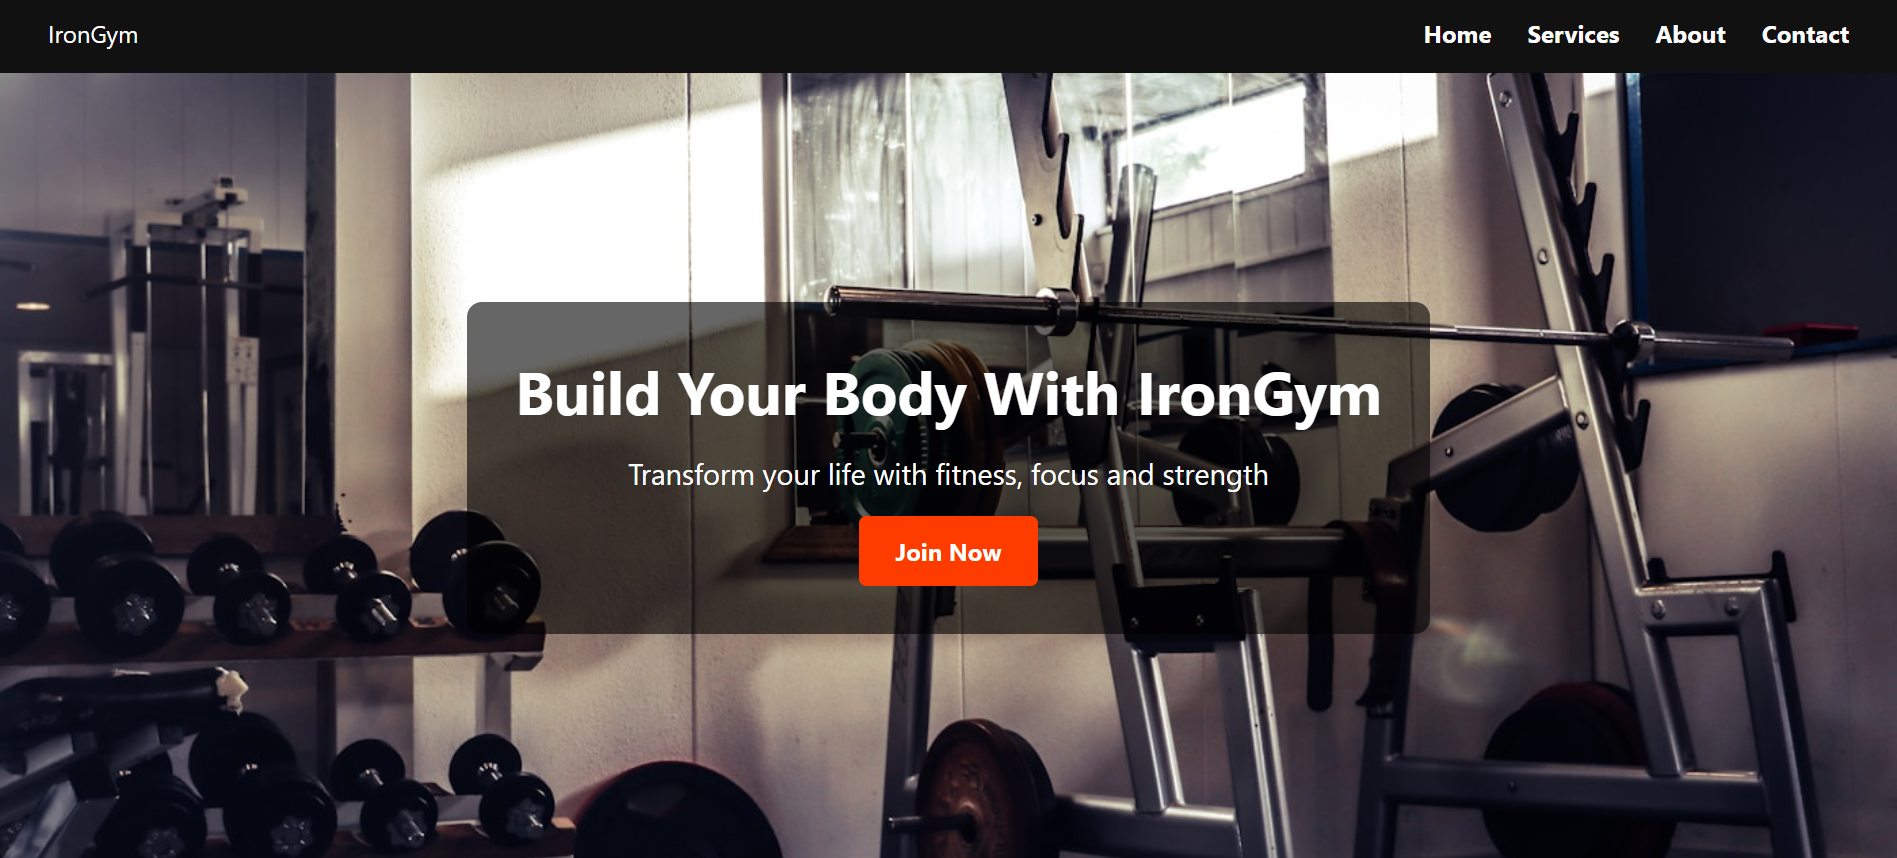 IronGym
Home Services About Contact
Build Your Body With IronGym
Transform your life with fitness, focus and strength
Join Now